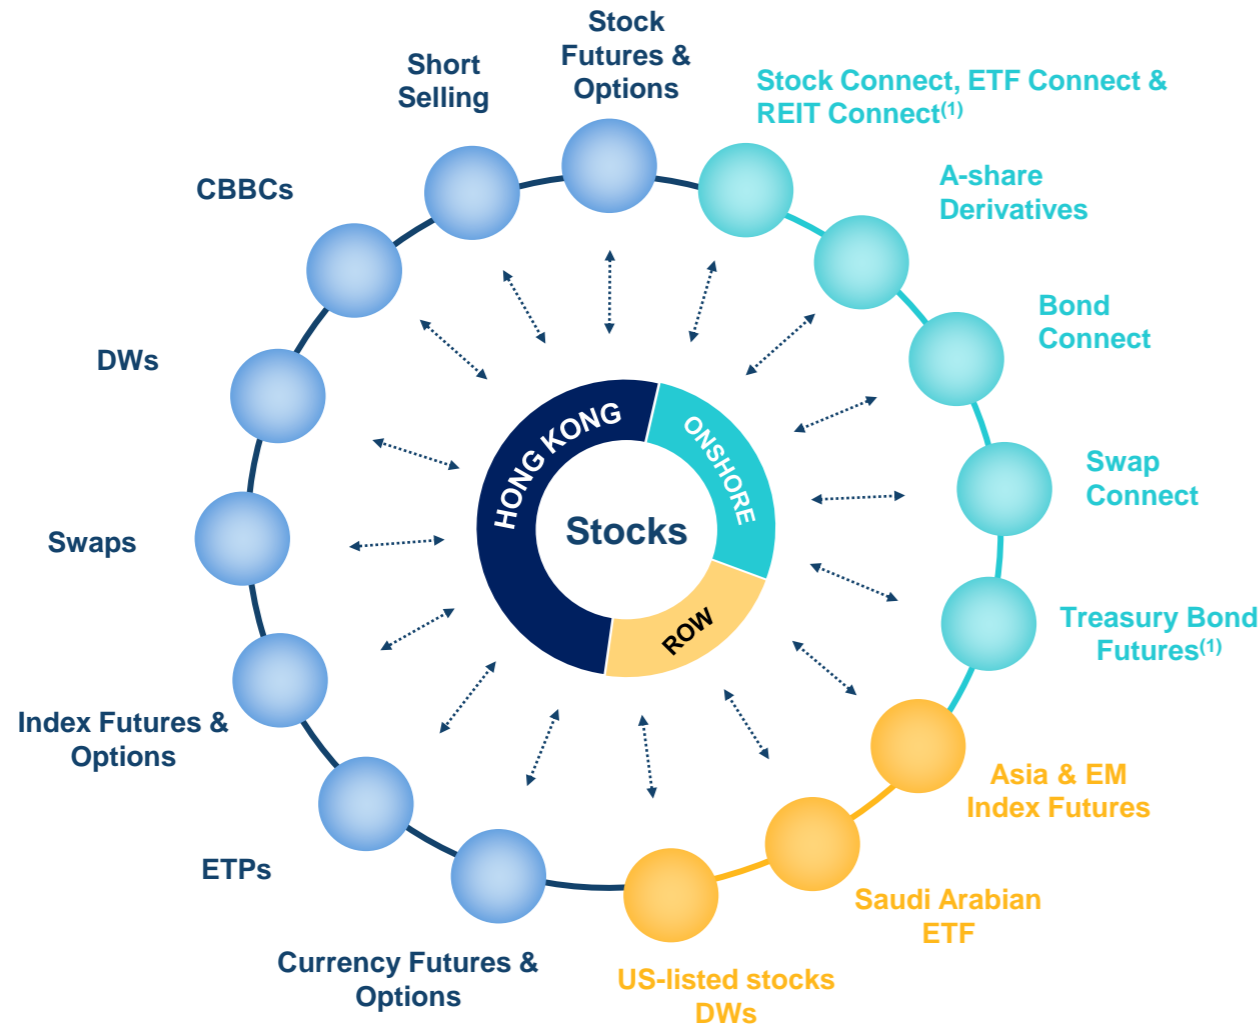 Stock
Futures &
Options
Short
Selling
Stock Connect, ETF Connect &
REIT Connect(1)
CBBCs
A-share
Derivatives
Bond
Connect
DWs
HONG KONG
ONSHORE
Swap
Connect
Stocks
Swaps
ROW
Treasury Bond
Futures(1)
Index Futures &
Options
Asia & EM
Index Futures
ETPs
Saudi Arabian
ETF
Currency Futures &
Options
US-listed stocks
DWs